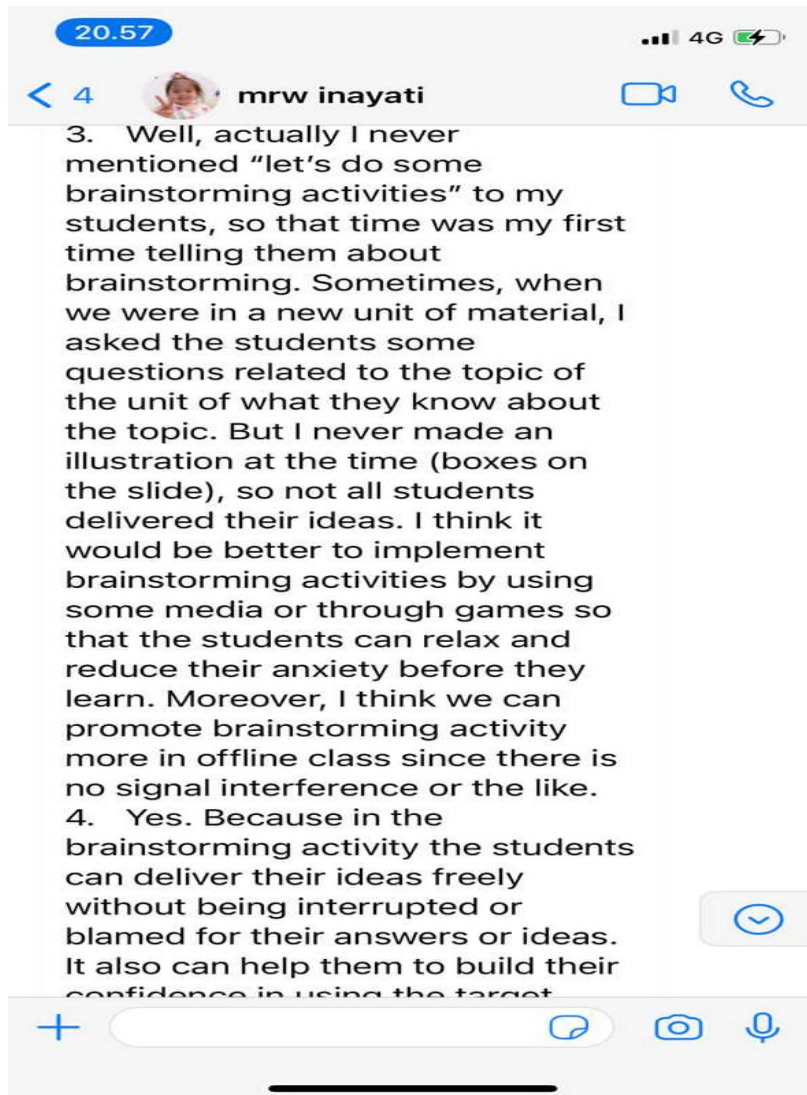 20.57
4G
4 mrw inayati
3. Well, actually I never
mentioned “let’s do some
brainstorming activities” to my
students, so that time was my first
time telling them about
brainstorming. Sometimes, when
we were in a new unit of material, I
asked the students some
questions related to the topic of
the unit of what they know about
the topic. But I never made an
illustration at the time (boxes on
the slide), so not all students
delivered their ideas. I think it
would be better to implement
brainstorming activities by using
some media or through games so
that the students can relax and
reduce their anxiety before they
learn. Moreover, I think we can
promote brainstorming activity
more in offline class since there is
no signal interference or the like.
4. Yes. Because in the
brainstorming activity the students
can deliver their ideas freely
without being interrupted or
blamed for their answers or ideas.
It also can help them to build their
confidence in using the target